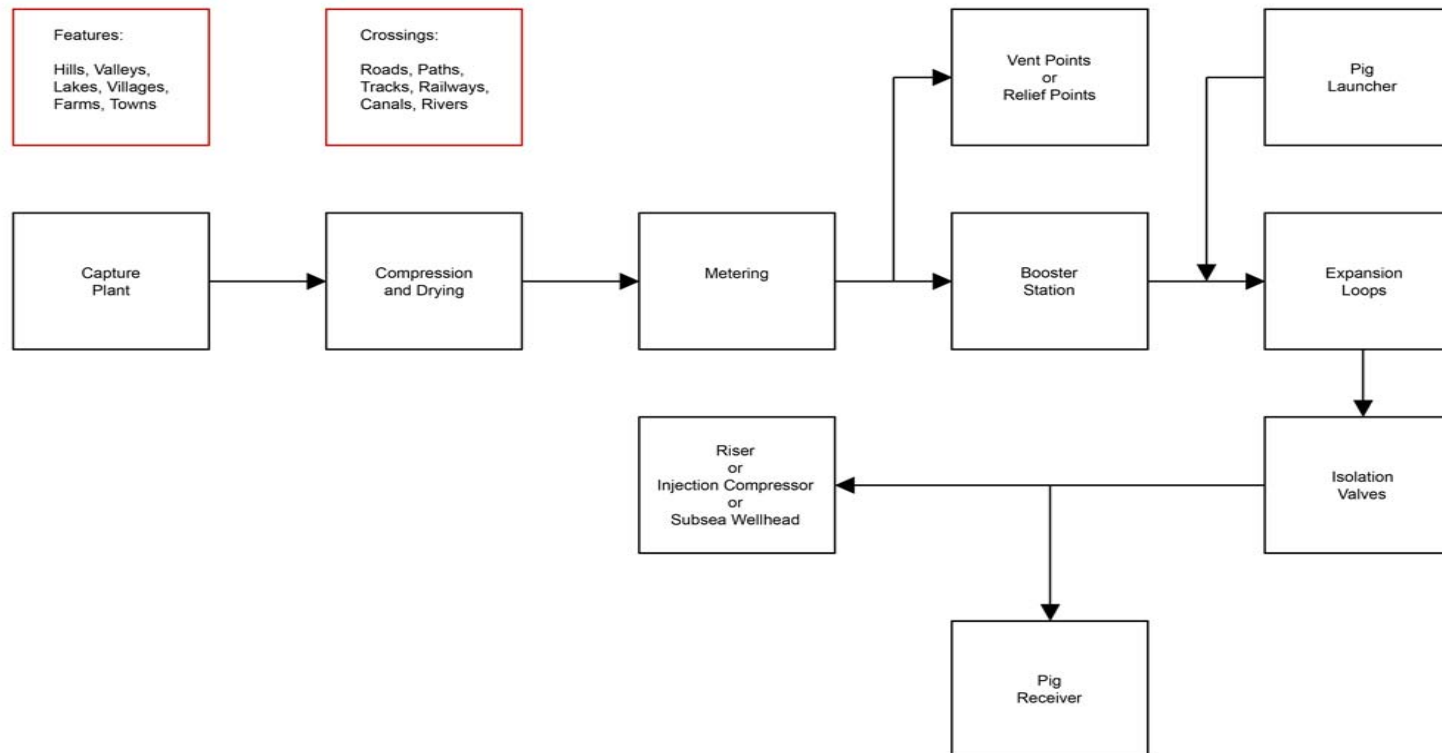 Features:
Hills, Valleys,
Lakes, Villages,
Farms, Towns
Crossings:
Roads, Paths,
Tracks, Railways,
Canals, Rivers
Vent Points
or
Relief Points
Pig
Launcher
Capture
Plant
Compression
and Drying
Metering
Booster
Station
Expansion
Loops
Riser
or
Injection Compressor
or
Subsea Wellhead
Isolation
Valves
Pig
Receiver